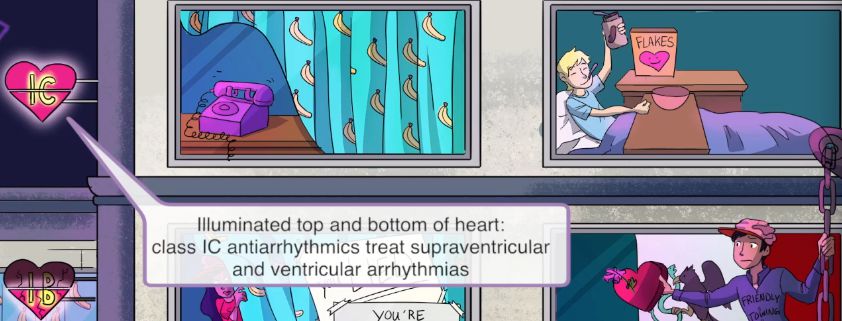 IC
FLAKES
Illuminated top and bottom of heart:
class IC antiarrhythmics treat supraventricular
and ventricular arrhythmias
IB
YOU'RE
FRIENDLY
TOWING